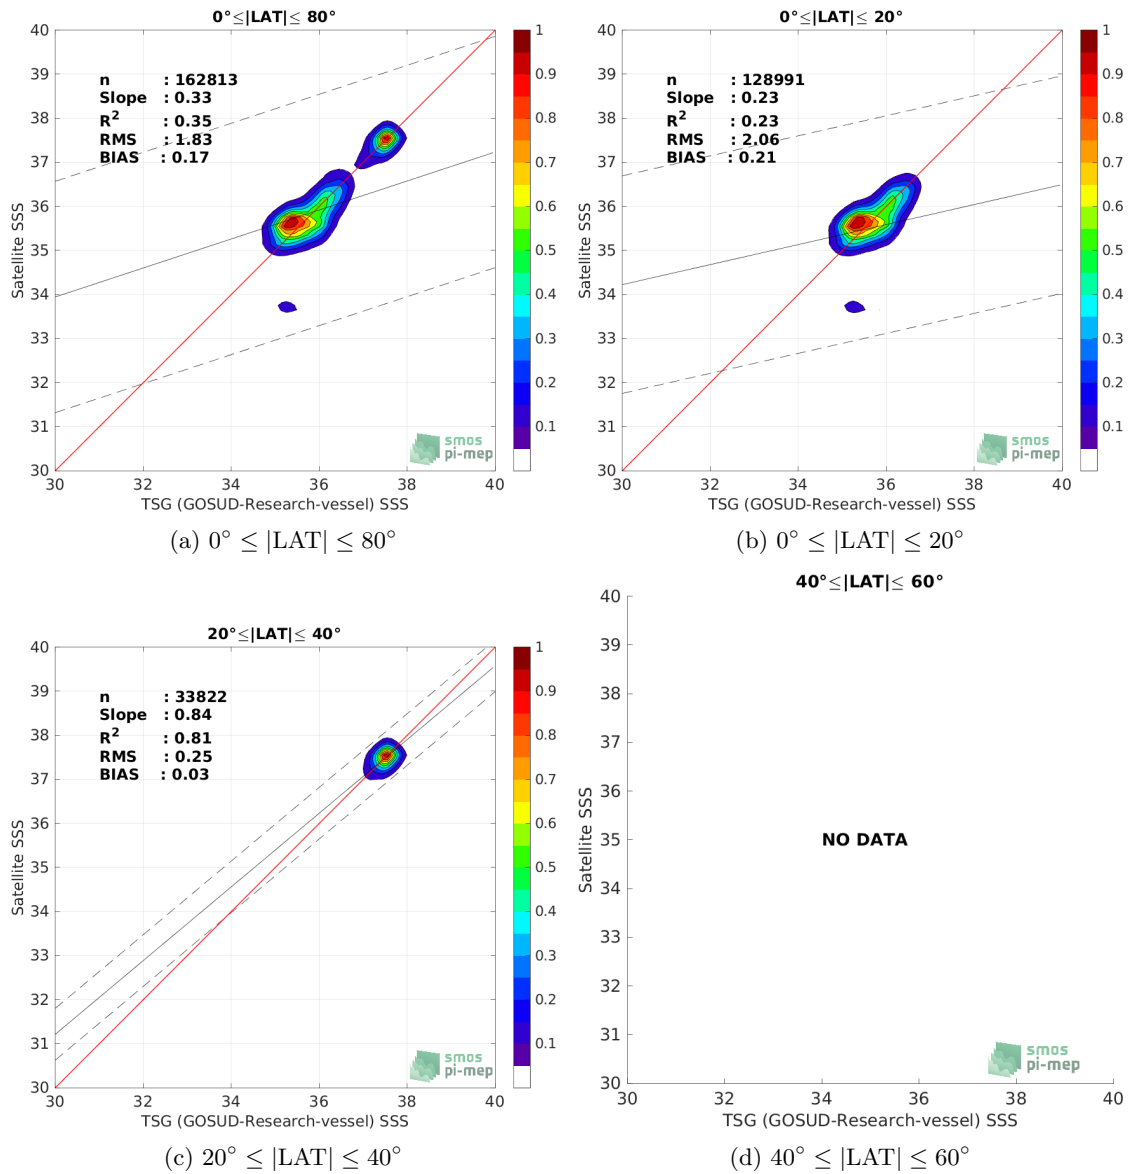 0°≤|LAT|≤ 80°
40
39
38
37
36
35
34
33
32
31
30
Satellite SSS
n : 162813
Slope : 0.33
R2 : 0.35
RMS : 1.83
BIAS : 0.17
1
0.9
0.8
0.7
0.6
0.5
0.4
0.3
0.2
0.1
smos
pi-mep
30 32 34 36 38 40
TSG (GOSUD-Research-vessel) SSS
(a) 0° ≤ |LAT| ≤ 80°
0°≤|LAT|≤ 20°
40
39
38
37
36
35
34
33
32
31
30
Satellite SSS
n : 128991
Slope : 0.23
R2 : 0.23
RMS : 2.06
BIAS : 0.21
1
0.9
0.8
0.7
0.6
0.5
0.4
0.3
0.2
0.1
smos
pi-mep
30 32 34 36 38 40
TSG (GOSUD-Research-vessel) SSS
(b) 0° ≤ |LAT| ≤ 20°
20°≤|LAT|≤ 40°
40
39
38
37
36
35
34
33
32
31
30
Satellite SSS
n : 33822
Slope : 0.84
R2 : 0.81
RMS : 0.25
BIAS : 0.03
1
0.9
0.8
0.7
0.6
0.5
0.4
0.3
0.2
0.1
smos
pi-mep
30 32 34 36 38 40
TSG (GOSUD-Research-vessel) SSS
(c) 20° ≤ |LAT| ≤ 40°
40°≤|LAT|≤ 60°
40
39
38
37
36
35
34
33
32
31
30
Satellite SSS
NO DATA
smos
pi-mep
30 32 34 36 38 40
TSG (GOSUD-Research-vessel) SSS
(d) 40° ≤ |LAT| ≤ 60°